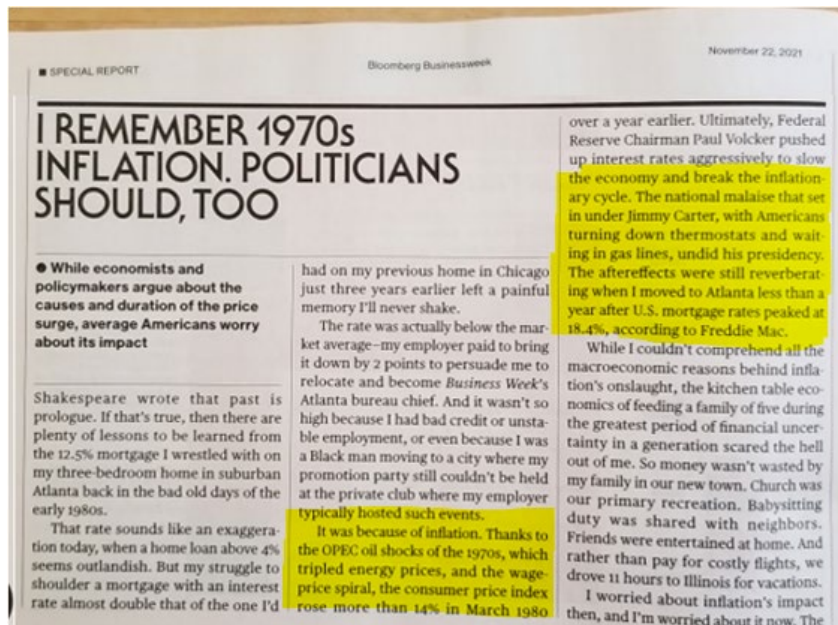 ■ SPECIAL REPORT
Bloomberg Businessweek
November 22, 2021
I REMEMBER 1970s
INFLATION. POLITICIANS
SHOULD, TOO
● While economists and
policymakers argue about the
causes and duration of the price
surge, average Americans worry
about its impact
Shakespeare wrote that past is
prologue. If that's true, then there are
plenty of lessons to be learned from
the 12.5% mortgage I wrestled with on
my three-bedroom home in suburban
Atlanta back in the bad old days of the
early 1980s.
That rate sounds like an exaggera-
tion today, when a home loan above 4%
seems outlandish. But my struggle to
shoulder a mortgage with an interest
rate almost double that of the one I'd
had on my previous home in Chicago
just three years earlier left a painful
memory I'll never shake.
The rate was actually below the mar-
ket average—my employer paid to bring
it down by 2 points to persuade me to
relocate and become Business Week's
Atlanta bureau chief. And it wasn't so
high because I had bad credit or unsta-
ble employment, or even because I was
a Black man moving to a city where my
promotion party still couldn't be held
at the private club where my employer
typically hosted such events.
It was because of inflation. Thanks to
the OPEC oil shocks of the 1970s, which
tripled energy prices, and the wage-
price spiral, the consumer price index
rose more than 14% in March 1980
over a year earlier. Ultimately, Federal
Reserve Chairman Paul Volcker pushed
up interest rates aggressively to slow
the economy and break the inflation-
ary cycle. The national malaise that set
in under Jimmy Carter, with Americans
turning down thermostats and wait-
ing in gas lines, undid his presidency.
The aftereffects were still reverberat-
ing when I moved to Atlanta less than a
year after U.S. mortgage rates peaked at
18.4%, according to Freddie Mac.
While I couldn't comprehend all the
macroeconomic reasons behind infla-
tion's onslaught, the kitchen table eco-
nomics of feeding a family of five during
the greatest period of financial uncer-
tainty in a generation scared the hell
out of me. So money wasn't wasted by
my family in our new town. Church was
our primary recreation. Babysitting
duty was shared with neighbors.
Friends were entertained at home. And
rather than pay for costly flights, we
drove 11 hours to Illinois for vacations.
I worried about inflation's impact
then, and I'm worried about it now. The